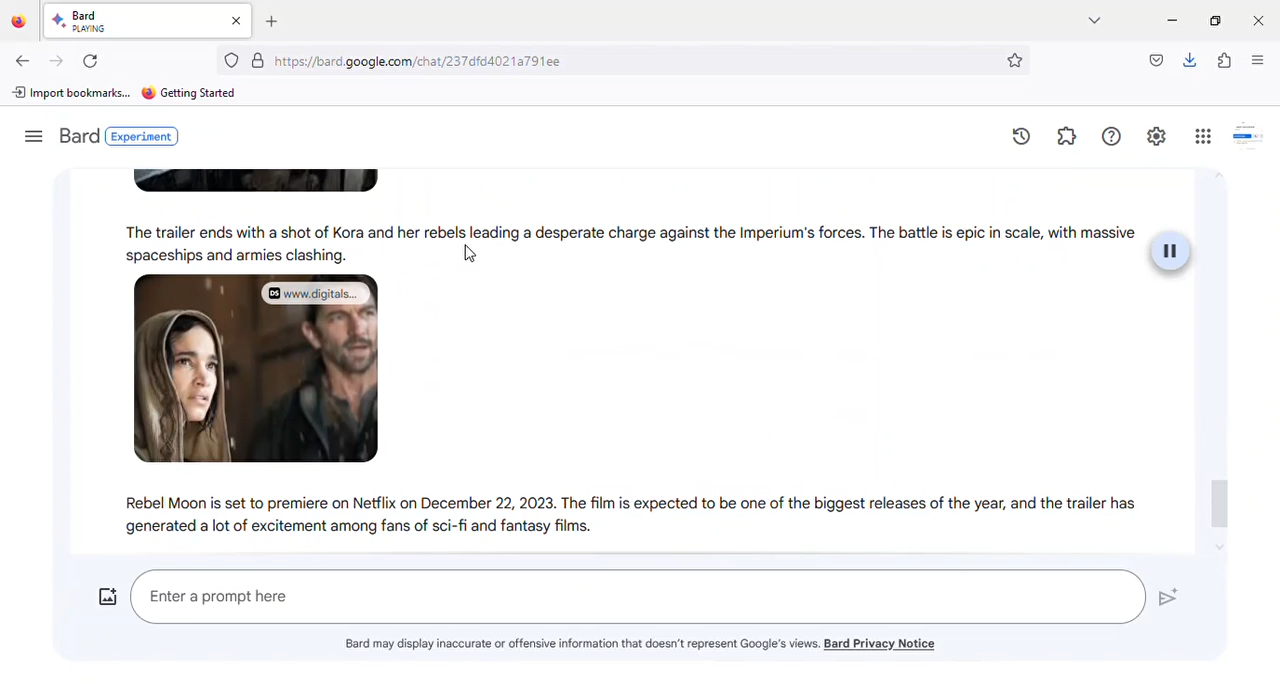 Bard
PLAYING
https://bard.google.com/chat/237dfd4021a791ee
Import bookmarks...
Getting Started
Bard
Experiment
The trailer ends with a shot of Kora and her rebels leading a desperate charge against the Imperium's forces. The battle is epic in scale, with massive
spaceships and armies clashing.
DS www.digitals...
Rebel Moon is set to premiere on Netflix on December 22, 2023. The film is expected to be one of the biggest releases of the year, and the trailer has
generated a lot of excitement among fans of sci-fi and fantasy films.
Enter a prompt here
Bard may display inaccurate or offensive information that doesn't represent Google's views. Bard Privacy Notice